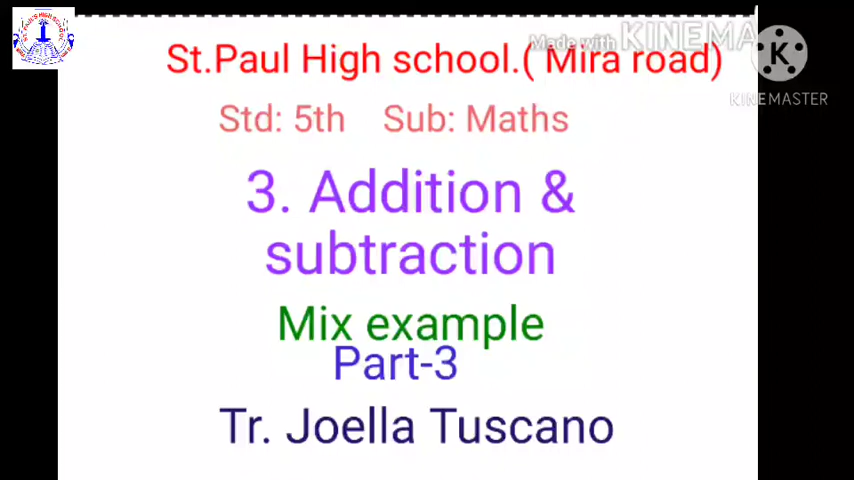 Made with KINEMA
St.Paul High school.( Mira road)
KINEMASTER
Std: 5th Sub: Maths
3. Addition &
subtraction
Mix example
Part-3
Tr. Joella Tuscano